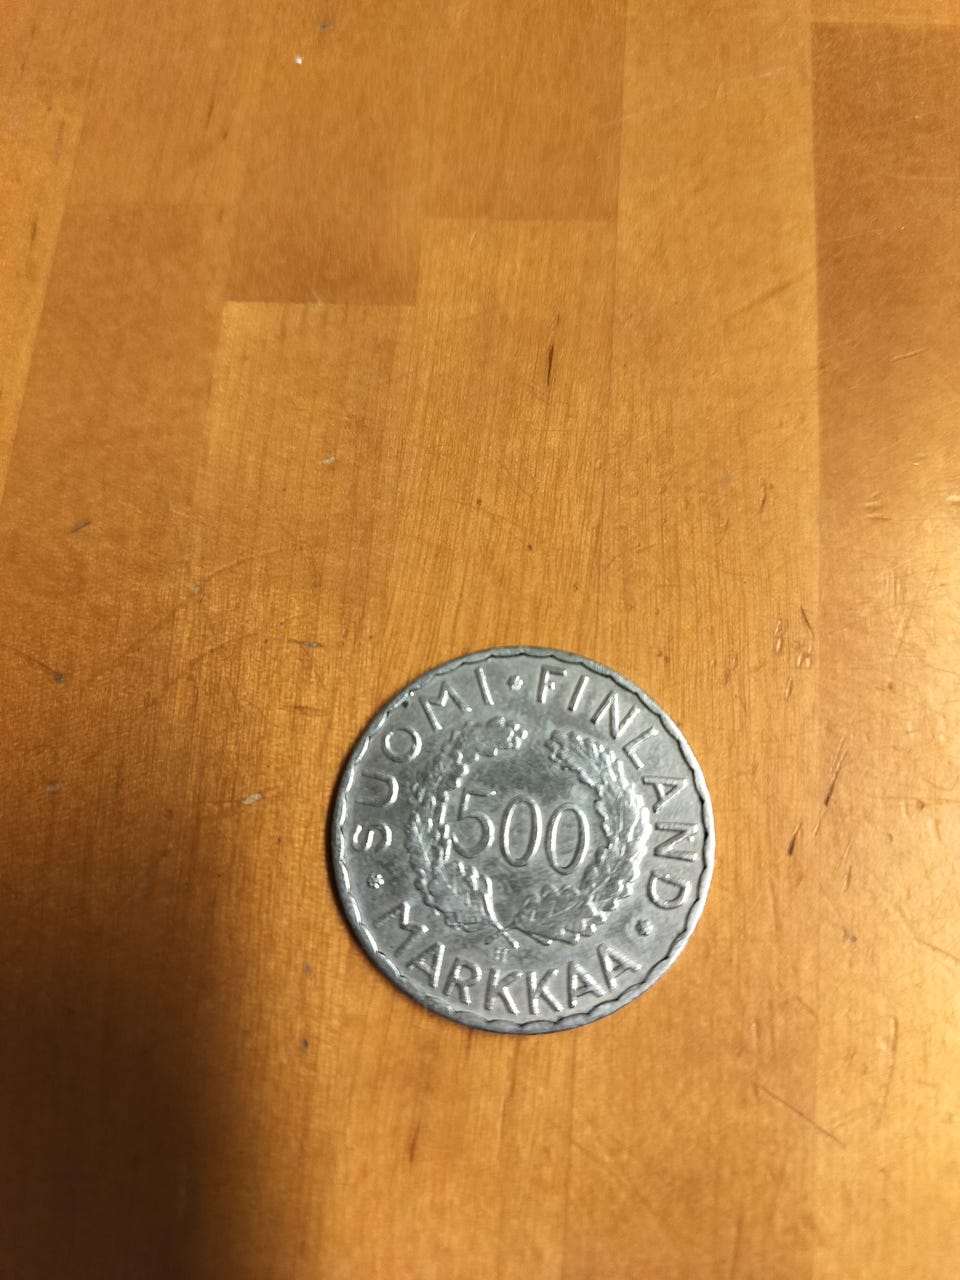 SUOMI • FINLAND
500
H
• MARKKAA •